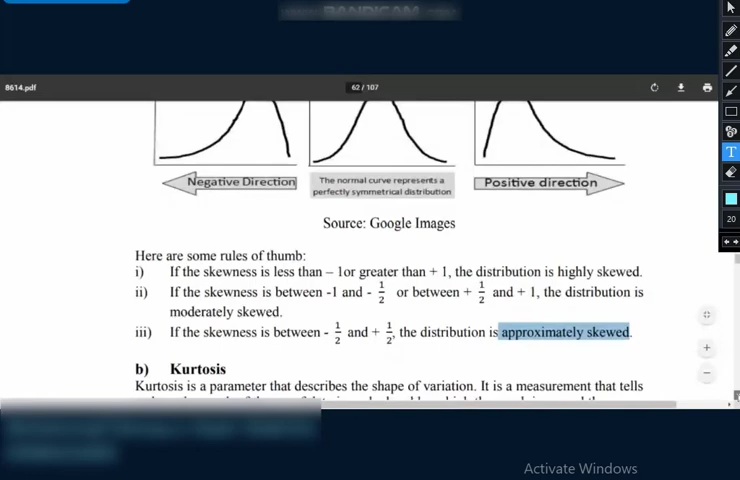 BANDICAM
8614.pdf
62 / 107
T
20
Negative Direction
The normal curve represents a
perfectly symmetrical distribution
Positive direction
Source: Google Images
Here are some rules of thumb:
i) If the skewness is less than – 1or greater than + 1, the distribution is highly skewed.
ii) If the skewness is between -1 and - 1/2 or between + 1/2 and + 1, the distribution is
moderately skewed.
iii) If the skewness is between - 1/2 and + 1/2, the distribution is approximately skewed.
b) Kurtosis
Kurtosis is a parameter that describes the shape of variation. It is a measurement that tells
Activate Windows